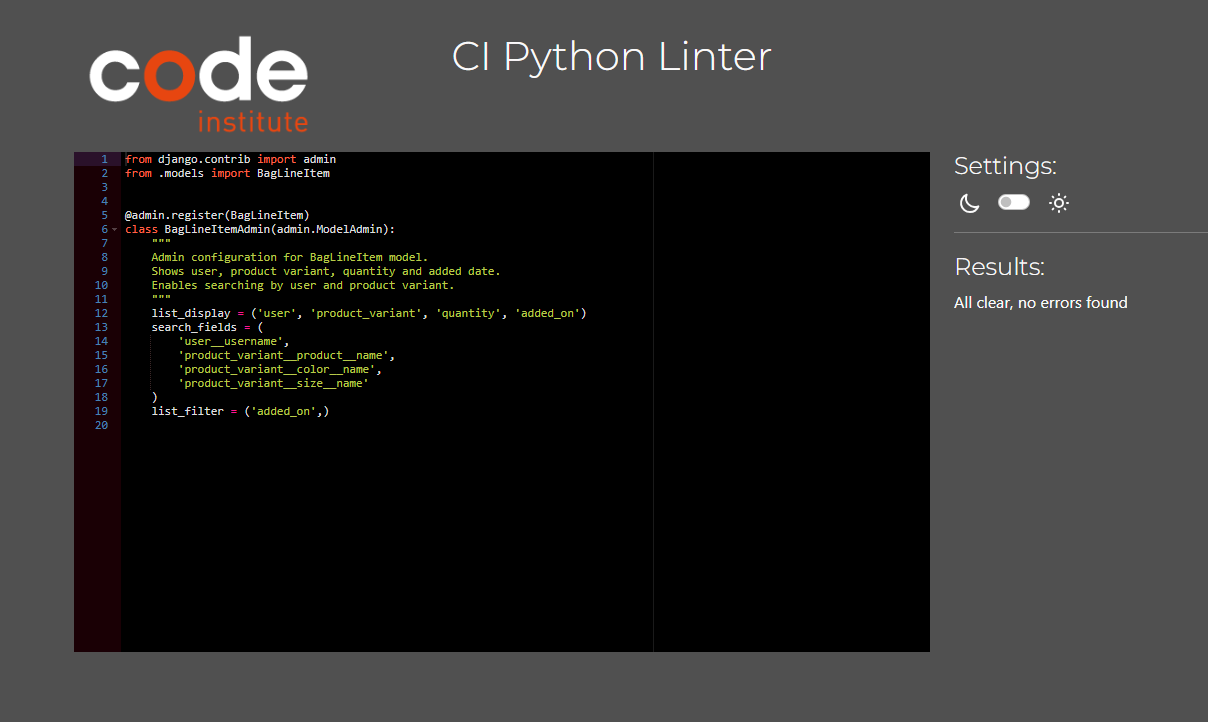 code
institute
CI Python Linter
1 from django.contrib import admin
2 from .models import BagLineItem
3
4
5 @admin.register(BagLineItem)
6 class BagLineItemAdmin(admin.ModelAdmin):
7     """
8     Admin configuration for BagLineItem model.
9     Shows user, product variant, quantity and added date.
10     Enables searching by user and product variant.
11     """
12     list_display = ('user', 'product_variant', 'quantity', 'added_on')
13     search_fields = (
14         'user__username',
15         'product_variant__product__name',
16         'product_variant__color__name',
17         'product_variant__size__name'
18     )
19     list_filter = ('added_on',)
20
Settings:
Results:
All clear, no errors found